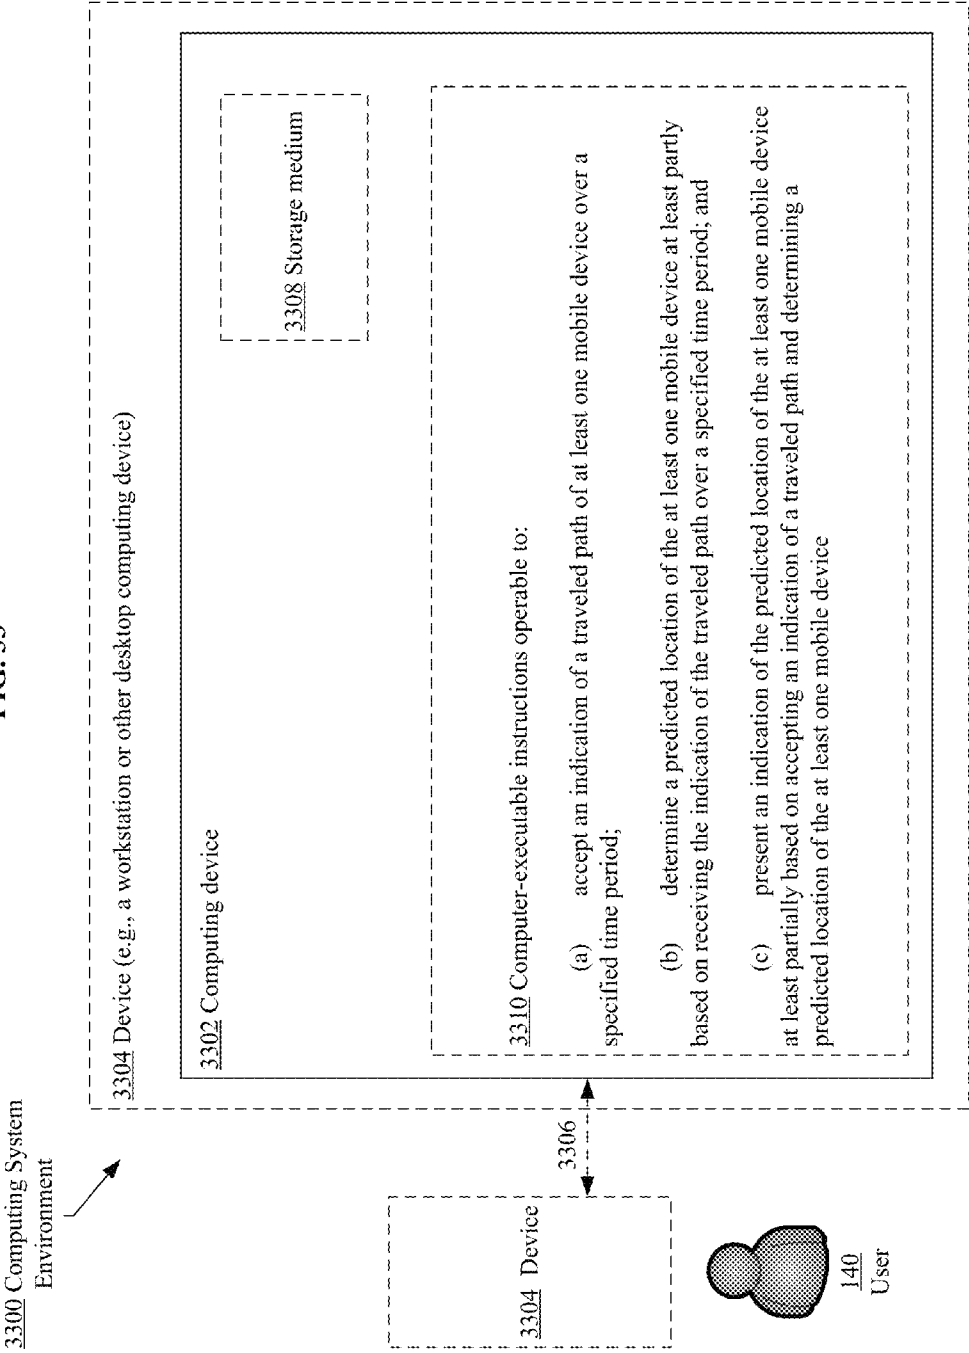 FIG. 33
3300 Computing System
Environment
3304 Device (e.g., a workstation or other desktop computing device)
3302 Computing device
3308 Storage medium
3310 Computer-executable instructions operable to:
(a) accept an indication of a traveled path of at least one mobile device over a
specified time period;
(b) determine a predicted location of the at least one mobile device at least partly
based on receiving the indication of the traveled path over a specified time period; and
(c) present an indication of the predicted location of the at least one mobile device
at least partially based on accepting an indication of a traveled path and determining a
predicted location of the at least one mobile device
3306
3304 Device
140
User